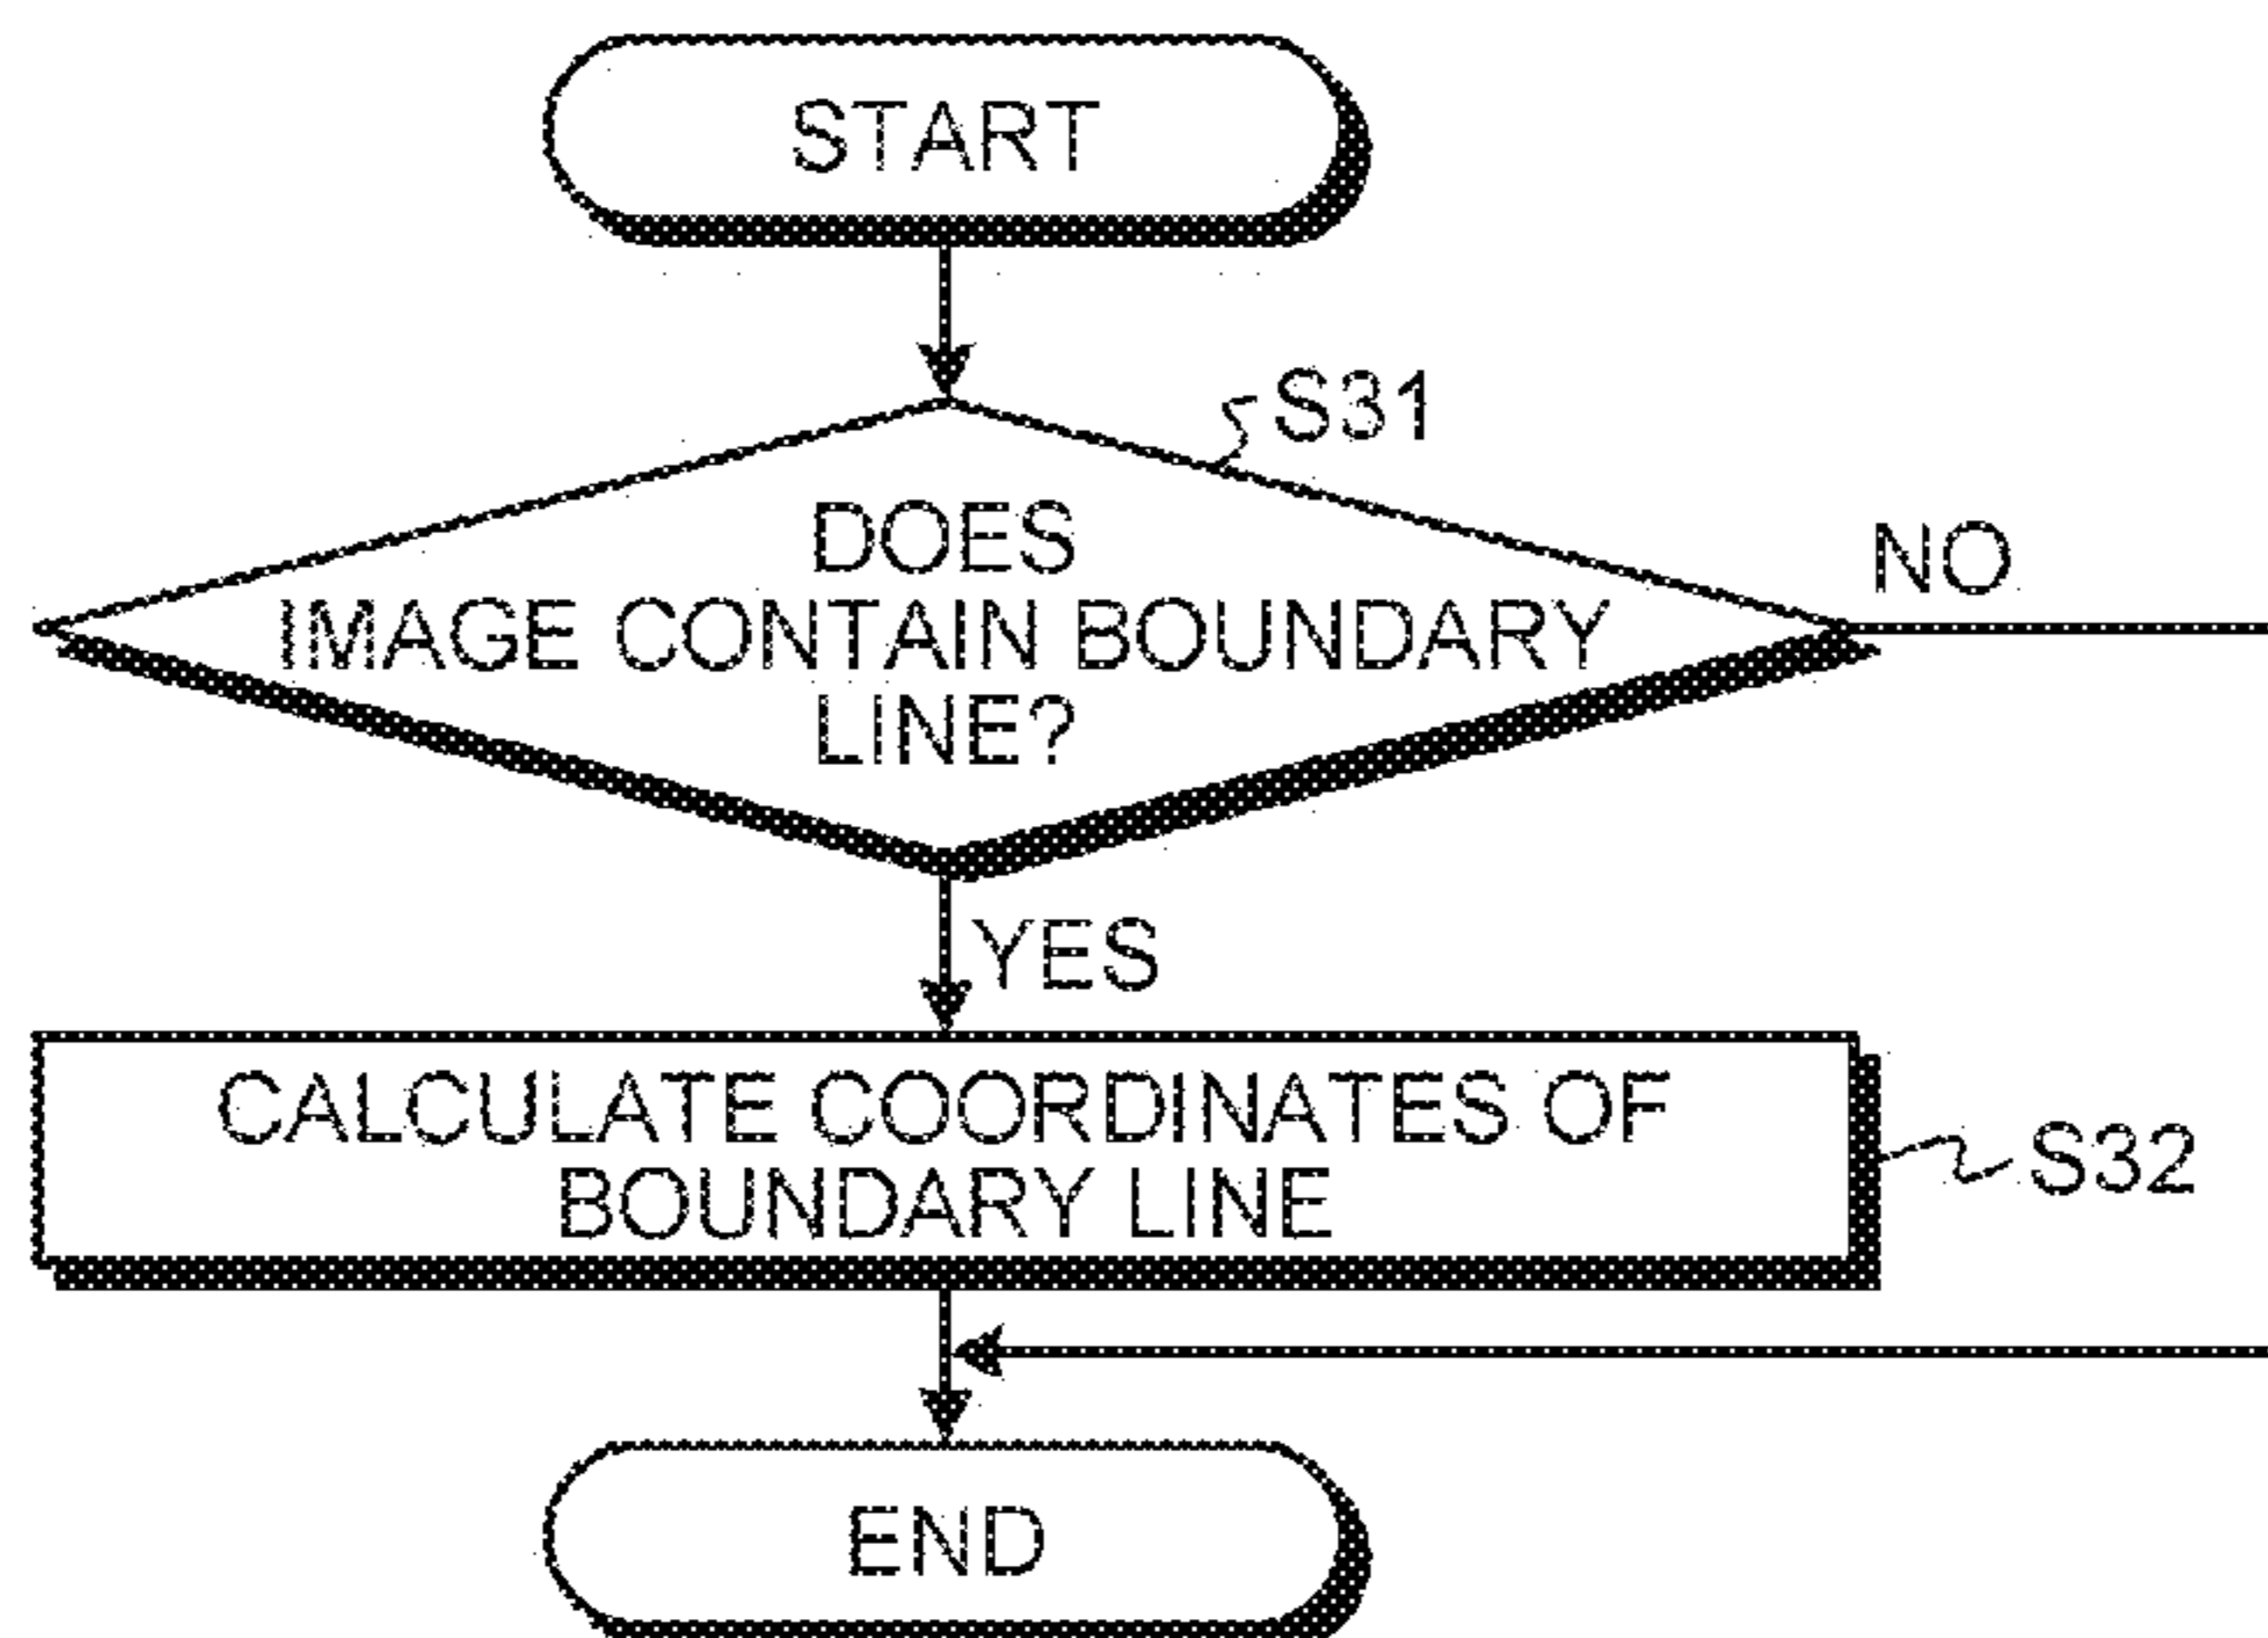 START
S31
DOES
IMAGE CONTAIN BOUNDARY
LINE?
NO
YES
CALCULATE COORDINATES OF
BOUNDARY LINE
S32
END